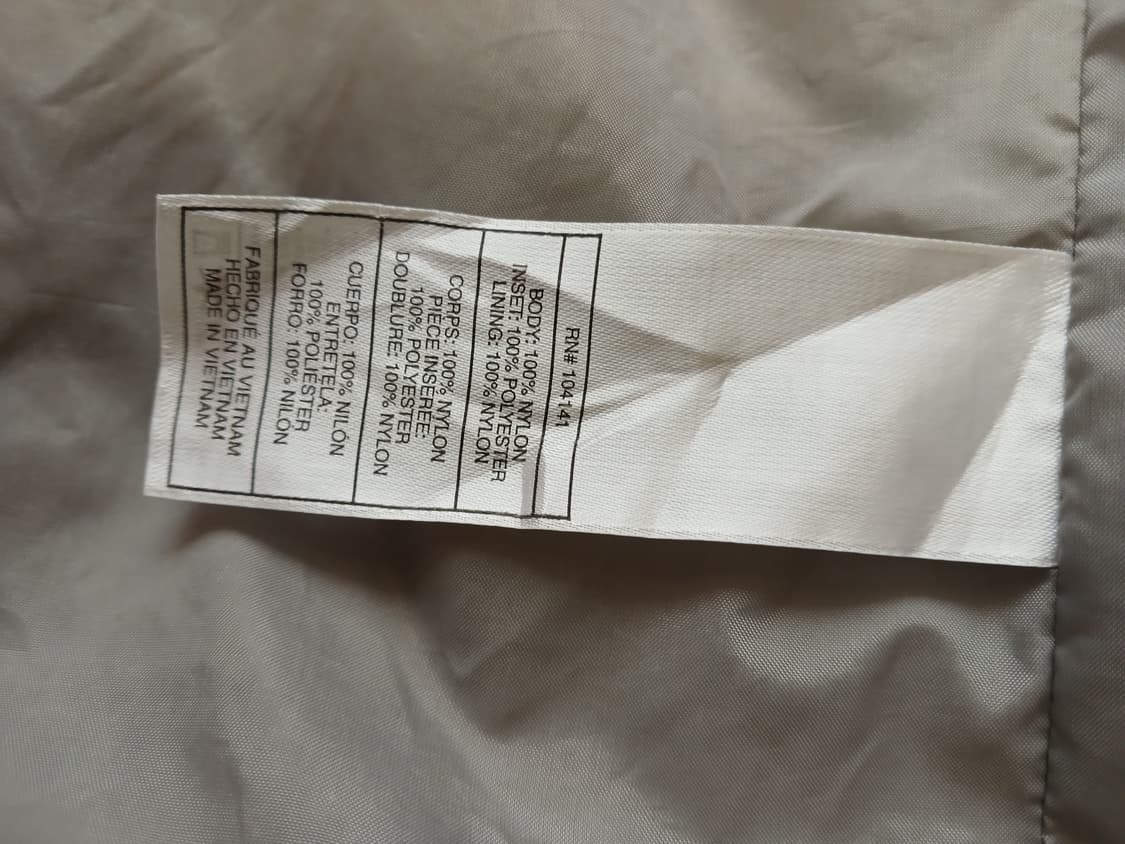 RN# 104141
BODY: 100% NYLON
INSET: 100% POLYESTER
LINING: 100% NYLON
CORPS: 100% NYLON
PIÈCE INSÉRÉE:
100% POLYESTER
DOUBLURE: 100% NYLON
CUERPO: 100% NILÓN
ENTRETELA:
100% POLIÉSTER
FORRO: 100% NILÓN
FABRIQUÉ AU VIETNAM
HECHO EN VIETNAM
MADE IN VIETNAM